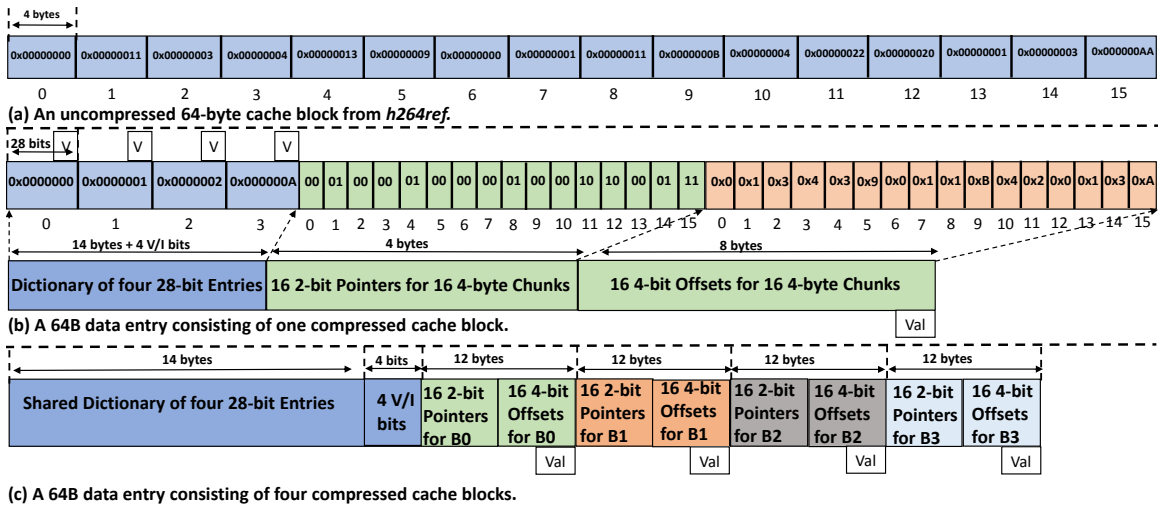 4 bytes
0x00000000 0x00000011 0x00000003 0x00000004 0x00000013 0x00000009 0x00000000 0x00000001 0x00000011 0x0000000B 0x00000004 0x00000022 0x00000020 0x00000001 0x00000003 0x000000AA
0 1 2 3 4 5 6 7 8 9 10 11 12 13 14 15
(a) An uncompressed 64-byte cache block from h264ref.
28 bits V V V V
0x0000000 0x0000001 0x0000002 0x000000A 00 01 00 00 01 00 00 00 01 00 00 10 10 00 01 11 0x0 0x1 0x3 0x4 0x3 0x9 0x0 0x1 0x1 0xB 0x4 0x2 0x0 0x1 0x3 0xA
0 1 2 3 0 1 2 3 4 5 6 7 8 9 10 11 12 13 14 15 0 1 2 3 4 5 6 7 8 9 10 11 12 13 14 15
14 bytes + 4 V/I bits 4 bytes 8 bytes
Dictionary of four 28-bit Entries 16 2-bit Pointers for 16 4-byte Chunks 16 4-bit Offsets for 16 4-byte Chunks
Val
(b) A 64B data entry consisting of one compressed cache block.
14 bytes 4 bits 12 bytes 12 bytes 12 bytes 12 bytes
Shared Dictionary of four 28-bit Entries
4 V/I
bits
16 2-bit
Pointers
for B0
16 4-bit
Offsets
for B0
16 2-bit
Pointers
for B1
16 4-bit
Offsets
for B1
16 2-bit
Pointers
for B2
16 4-bit
Offsets
for B2
16 2-bit
Pointers
for B3
16 4-bit
Offsets
for B3
Val Val Val Val
(c) A 64B data entry consisting of four compressed cache blocks.